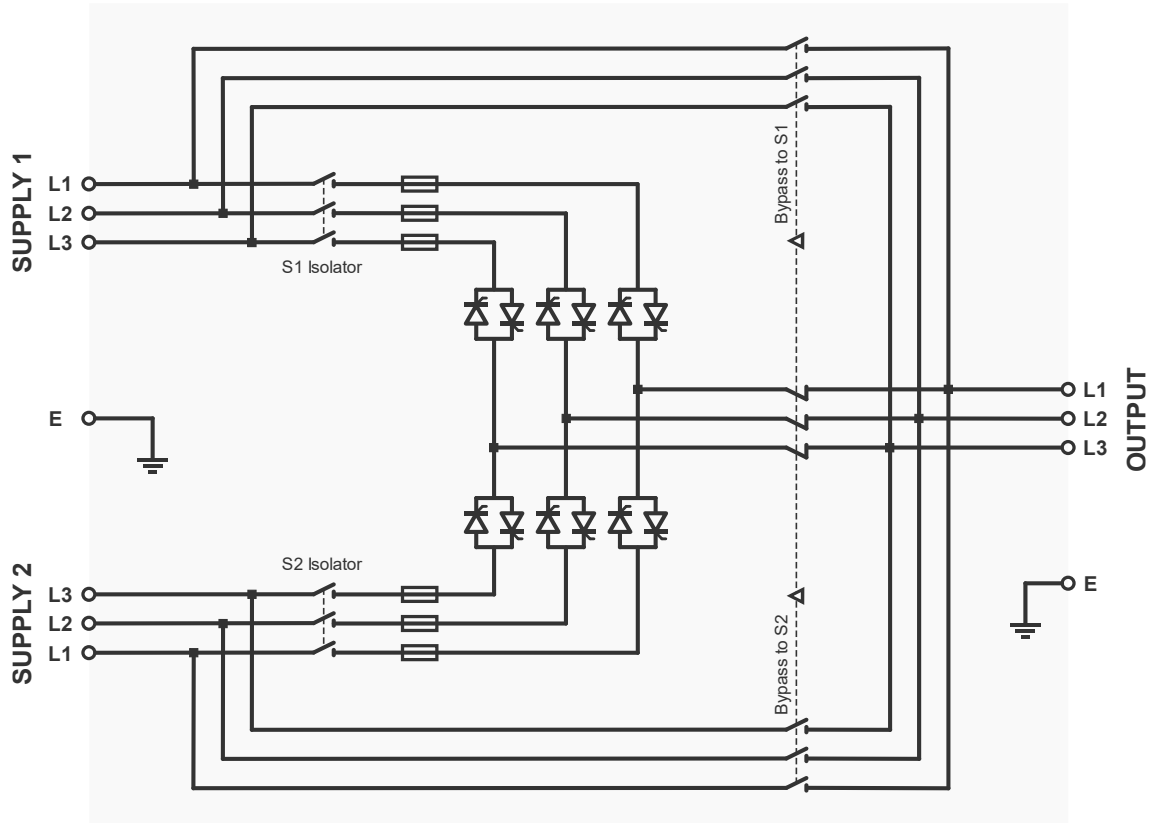 SUPPLY 1
L1
L2
L3
S1 Isolator
Bypass to S1
E
L1
L2
L3
OUTPUT
S2 Isolator
SUPPLY 2
L3
L2
L1
E
Bypass to S2